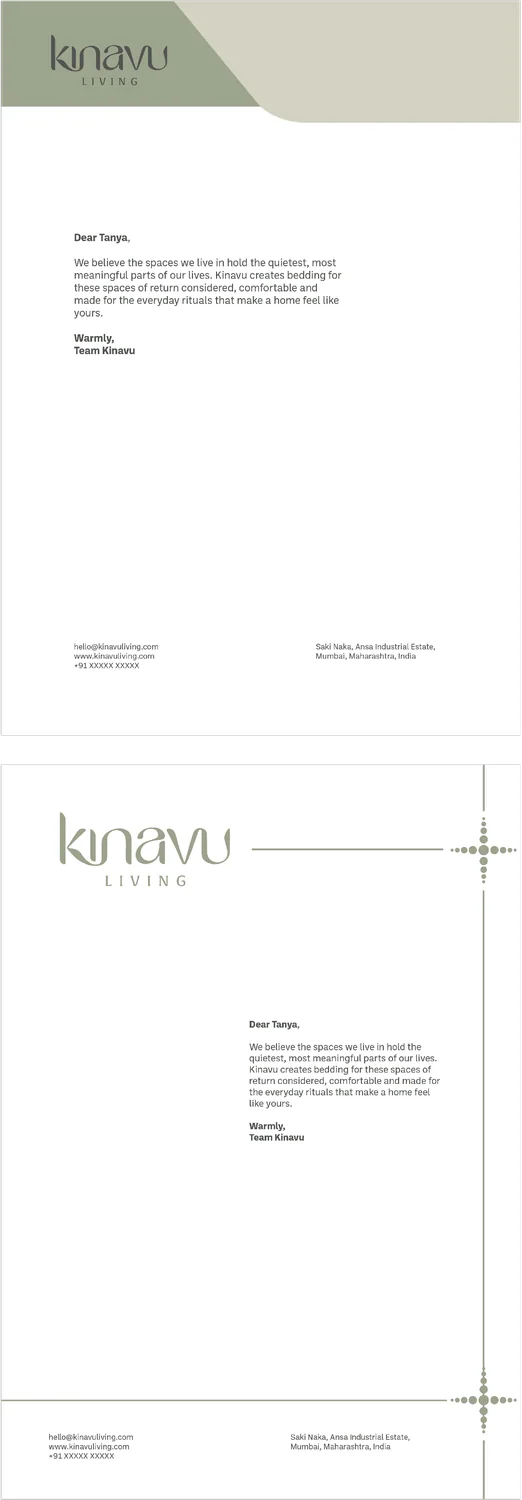 kinavu
LIVING
Dear Tanya,
We believe the spaces we live in hold the quietest, most
meaningful parts of our lives. Kinavu creates bedding for
these spaces of return considered, comfortable and
made for the everyday rituals that make a home feel like
yours.
Warmly,
Team Kinavu
hello@kinavuliving.com
www.kinavuliving.com
+91 XXXXX XXXXX
Saki Naka, Ansa Industrial Estate,
Mumbai, Maharashtra, India
kinavu
LIVING
Dear Tanya,
We believe the spaces we live in hold the
quietest, most meaningful parts of our lives.
Kinavu creates bedding for these spaces of
return considered, comfortable and made for
the everyday rituals that make a home feel
like yours.
Warmly,
Team Kinavu
hello@kinavuliving.com
www.kinavuliving.com
+91 XXXXX XXXXX
Saki Naka, Ansa Industrial Estate,
Mumbai, Maharashtra, India